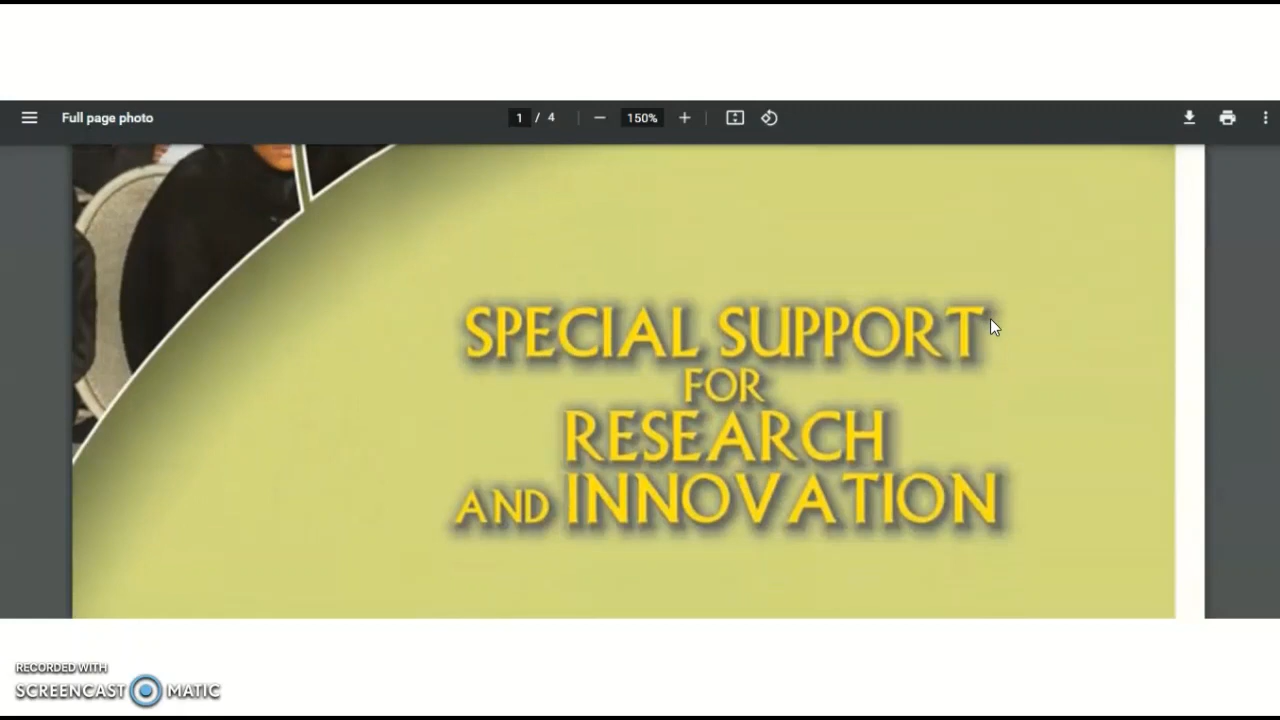 Full page photo
1 / 4
150%
SPECIAL SUPPORT
FOR
RESEARCH
AND INNOVATION
RECORDED WITH
SCREENCAST MATIC